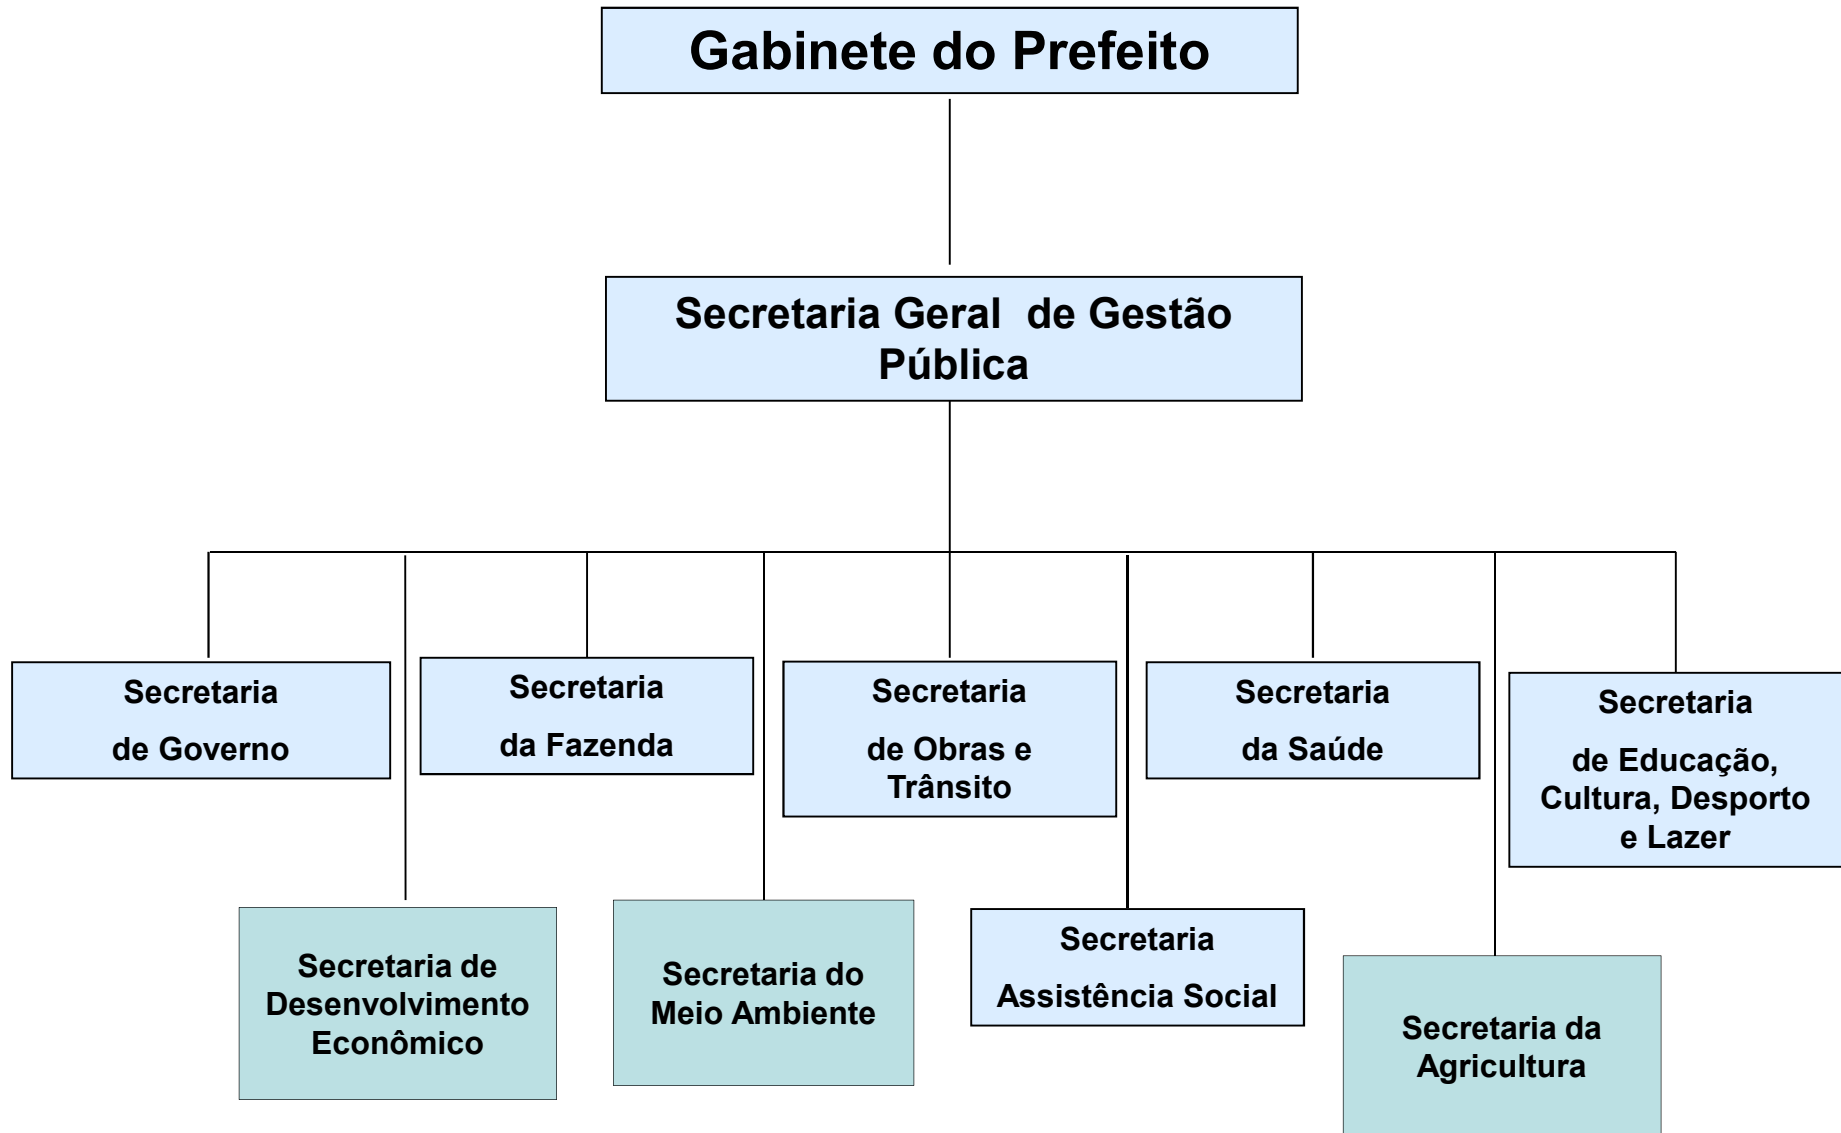 Gabinete do Prefeito
Secretaria Geral  de Gestão
Pública
Secretaria
de Governo
Secretaria
da Fazenda
Secretaria
de Obras e
Trânsito
Secretaria
da Saúde
Secretaria
de Educação,
Cultura, Desporto
e Lazer
Secretaria de
Desenvolvimento
Econômico
Secretaria do
Meio Ambiente
Secretaria
Assistência Social
Secretaria da
Agricultura